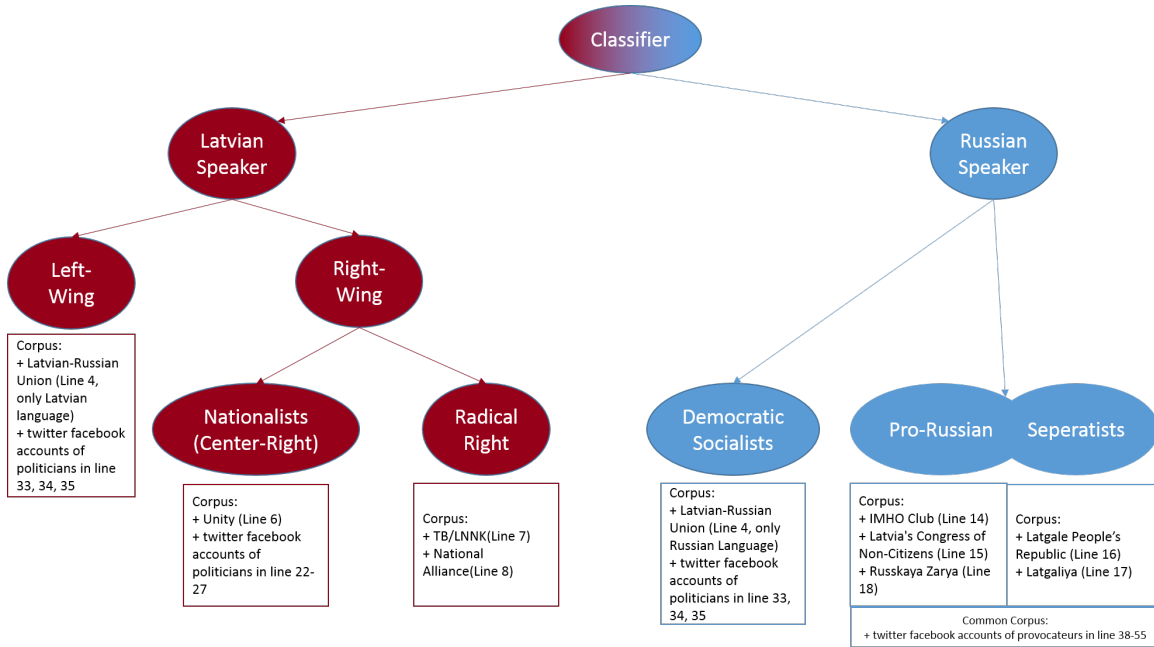 Classifier
Latvian
Speaker
Russian
Speaker
Left-
Wing
Right-
Wing
Corpus:
+ Latvian-Russian
Union (Line 4,
only Latvian
language)
+ twitter facebook
accounts of
politicians in line
33, 34, 35
Nationalists
(Center-Right)
Radical
Right
Democratic
Socialists
Pro-Russian
Seperatists
Corpus:
+ Unity (Line 6)
+ twitter facebook
accounts of
politicians in line 22-
27
Corpus:
+ TB/LNNK(Line 7)
+ National
Alliance(Line 8)
Corpus:
+ Latvian-Russian
Union (Line 4, only
Russian Language)
+ twitter facebook
accounts of
politicians in line 33,
34, 35
Corpus:
+ IMHO Club (Line 14)
+ Latvia's Congress of
Non-Citizens (Line 15)
+ Russkaya Zarya (Line
18)
Corpus:
+ Latgale People’s
Republic (Line 16)
+ Latgaliya (Line 17)
Common Corpus:
+ twitter facebook accounts of provocateurs in line 38-55